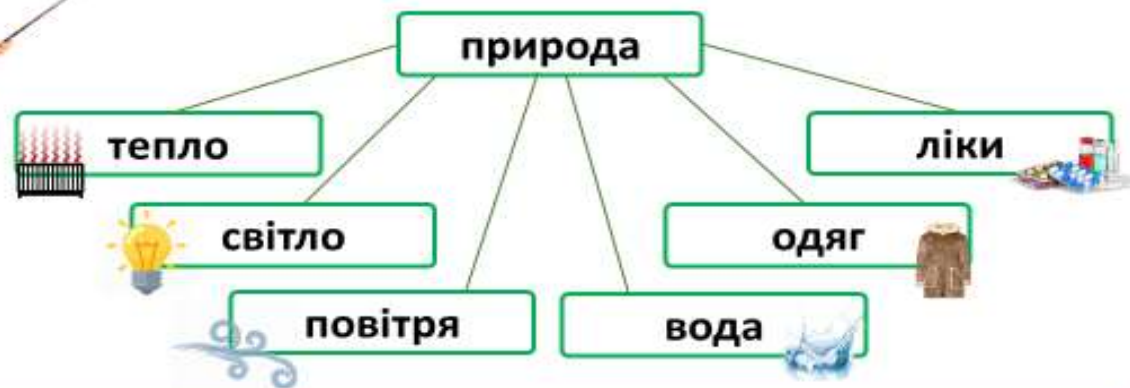 природа
тепло
ліки
світло
одяг
повітря
вода